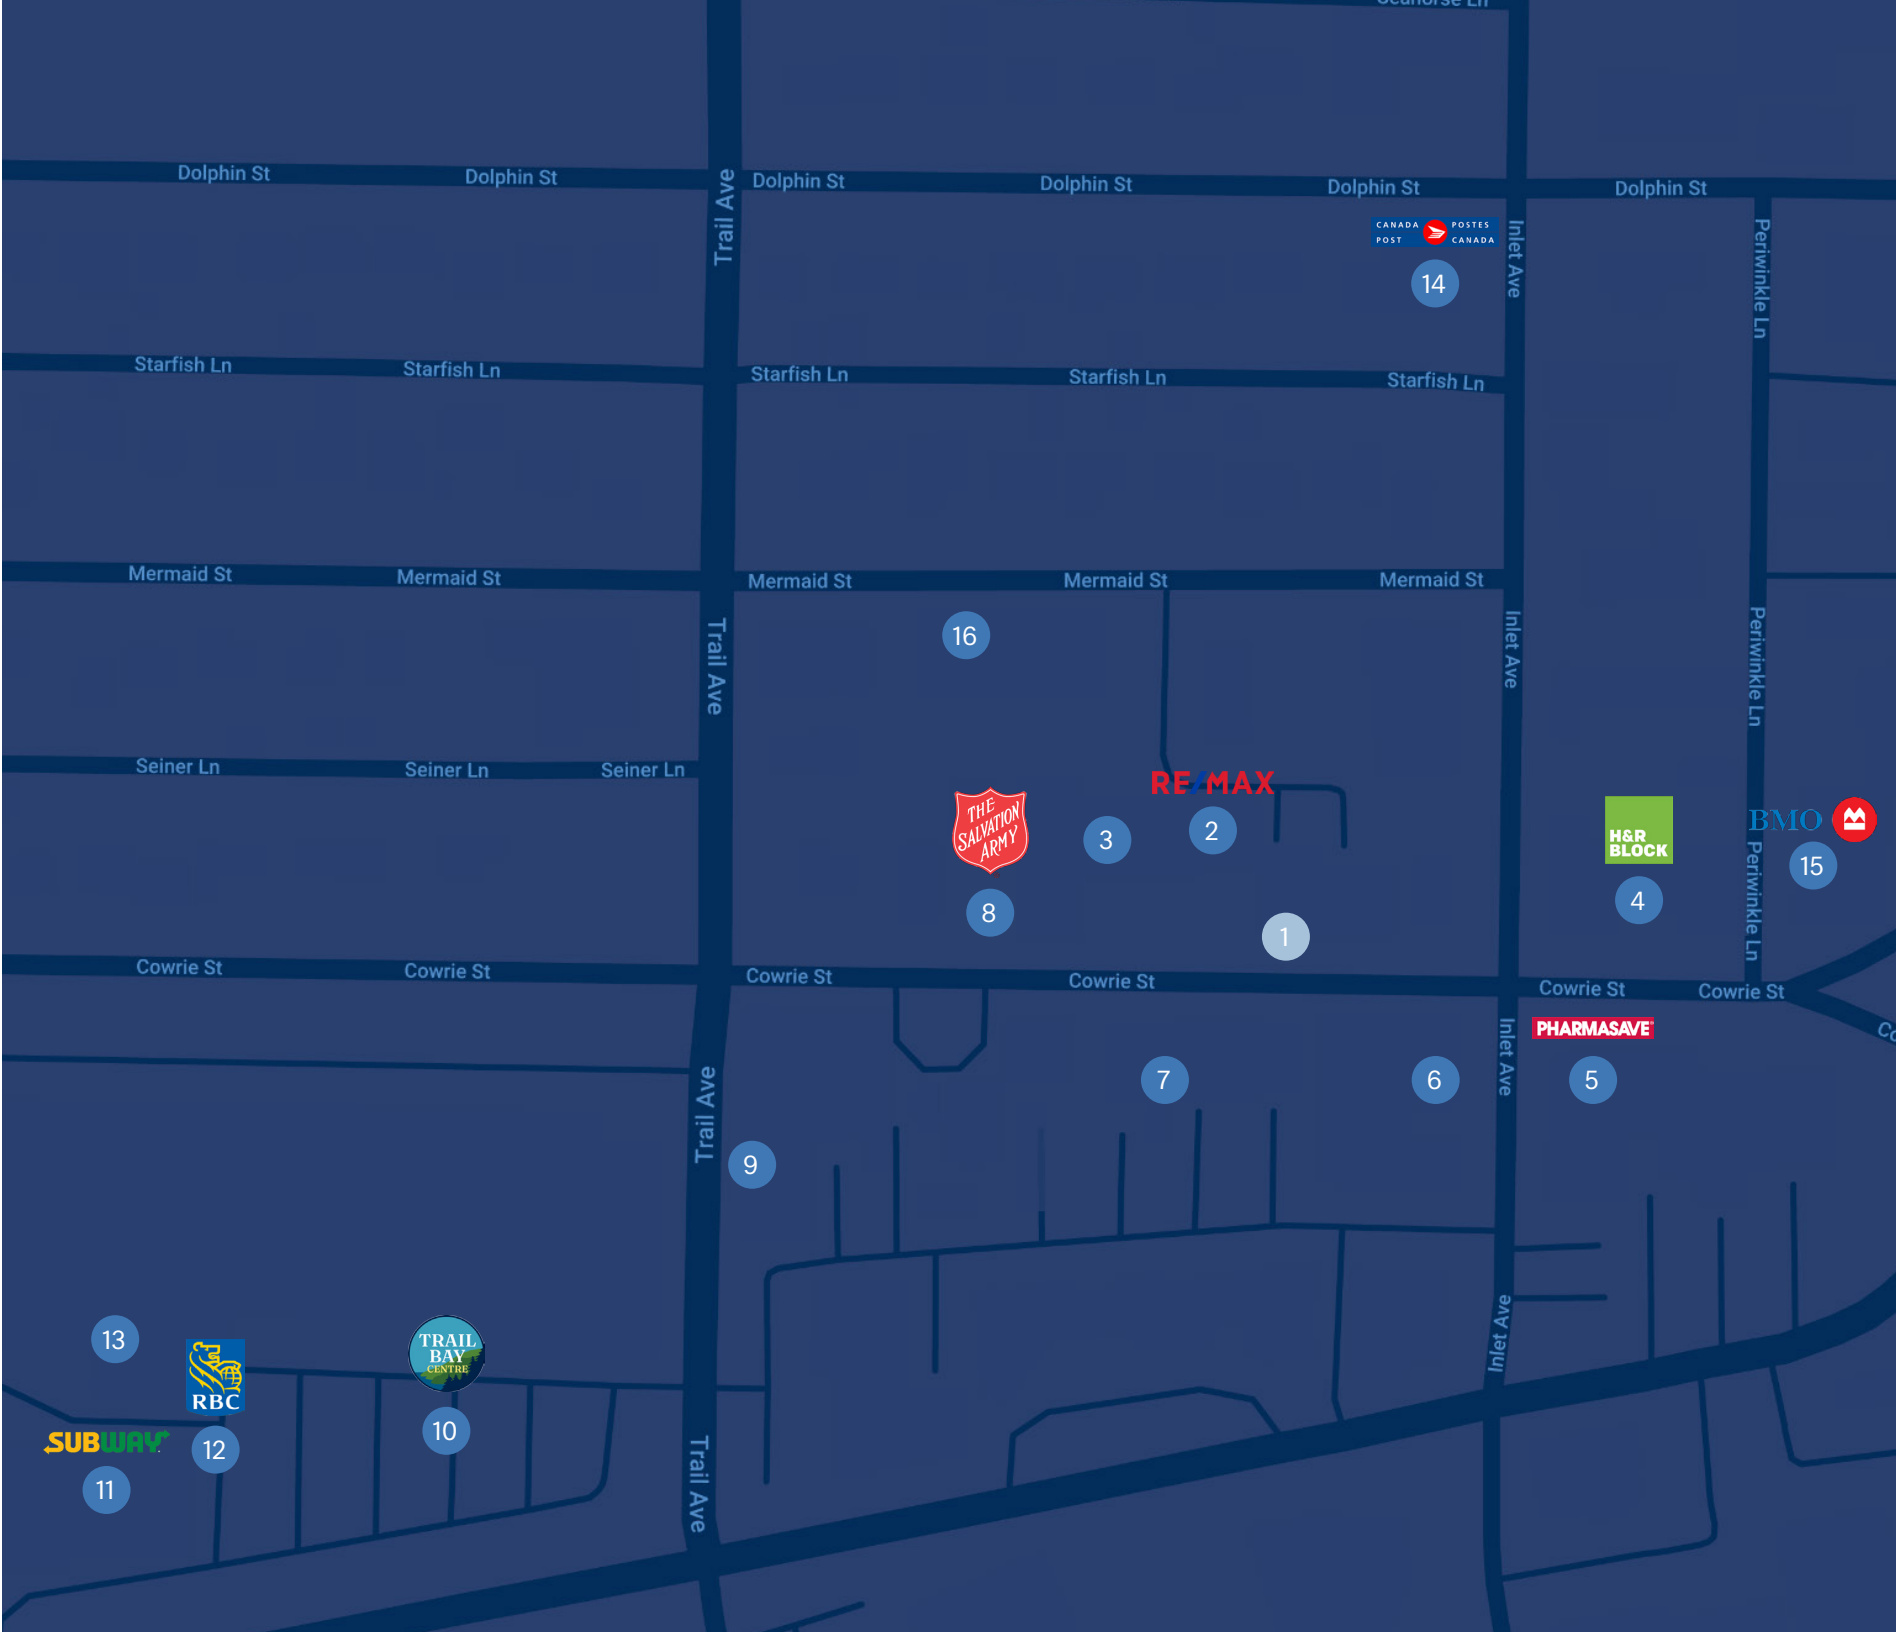 Seahorse Ln
Dolphin St
Dolphin St
Dolphin St
Dolphin St
Dolphin St
Dolphin St
Trail Ave
Inlet Ave
Periwinkle Ln
CANADA POSTES
POST CANADA
14
Starfish Ln
Starfish Ln
Starfish Ln
Starfish Ln
Starfish Ln
Mermaid St
Mermaid St
Mermaid St
Mermaid St
Mermaid St
Trail Ave
16
Inlet Ave
Periwinkle Ln
Seiner Ln
Seiner Ln
Seiner Ln
THE
SALVATION
ARMY
8
3
RE/MAX
2
1
H&R
BLOCK
4
BMO
15
Periwinkle Ln
Cowrie St
Cowrie St
Cowrie St
Cowrie St
Cowrie St
Cowrie St
Co
PHARMASAVE
5
Inlet Ave
6
7
Trail Ave
9
13
RBC
12
SUBWAY
11
TRAIL
BAY
CENTRE
10
Inlet Ave
Trail Ave